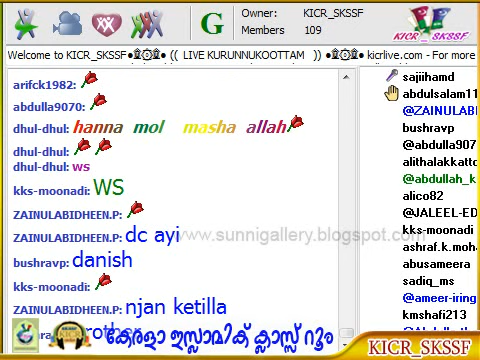 G
Owner: KICR_SKSSF
Members 109
KICR_SKSSF
Welcome to KICR_SKSSF●۩۞۩● (( LIVE KURUNNUKOOTTAM )) ●۩۞۩● kicrlive.com - For more
arifck1982:
abdulla9070:
dhul-dhul: hanna mol masha allah
dhul-dhul:
dhul-dhul: ws
kks-moonadi: WS
ZAINULABIDHEEN.P:
ZAINULABIDHEEN.P: dc ayi
www.sunnigallery.blogspot.com
bushravp: danish
kks-moonadi:
ZAINULABIDHEEN.P: njan ketilla
sajiihamd
abdulsalam11
@ZAINULABI
bushravp
@abdulla907
alithalakkatto
@abdullah_k
alico82
@JALEEL-ED
kks-moonadi
ashraf.k.moha
abusameera
sadiq_ms
@ameer-iring
kmshafi213
KICR
കേരളാ ഇസ്ലാമിക് ക്ലാസ്സ് റൂം
KICR_SKSSF